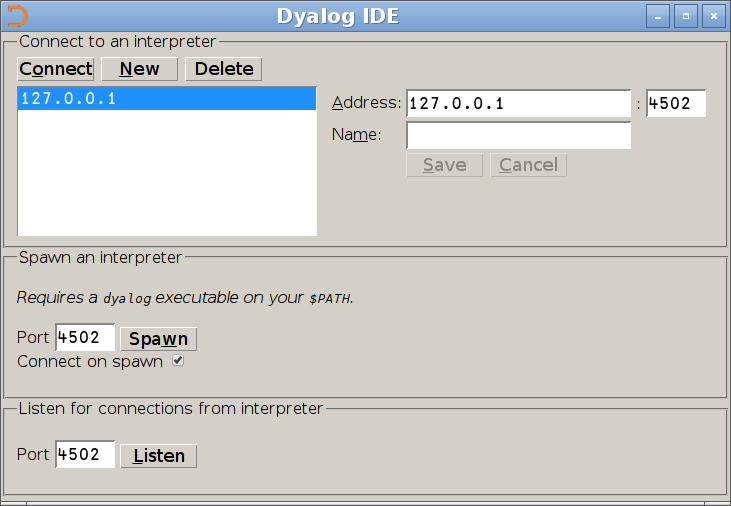 Dyalog IDE
Connect to an interpreter
Connect New Delete
127.0.0.1
Address: 127.0.0.1 : 4502
Name:
Save Cancel
Spawn an interpreter
Requires a dyalog executable on your $PATH.
Port 4502 Spawn
Connect on spawn
Listen for connections from interpreter
Port 4502 Listen